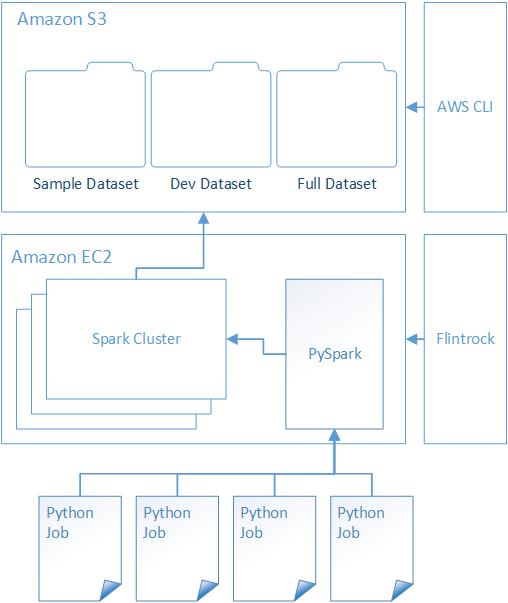 Amazon S3
AWS CLI
Sample Dataset
Dev Dataset
Full Dataset
Amazon EC2
Spark Cluster
PySpark
Flintrock
Python
Job
Python
Job
Python
Job
Python
Job